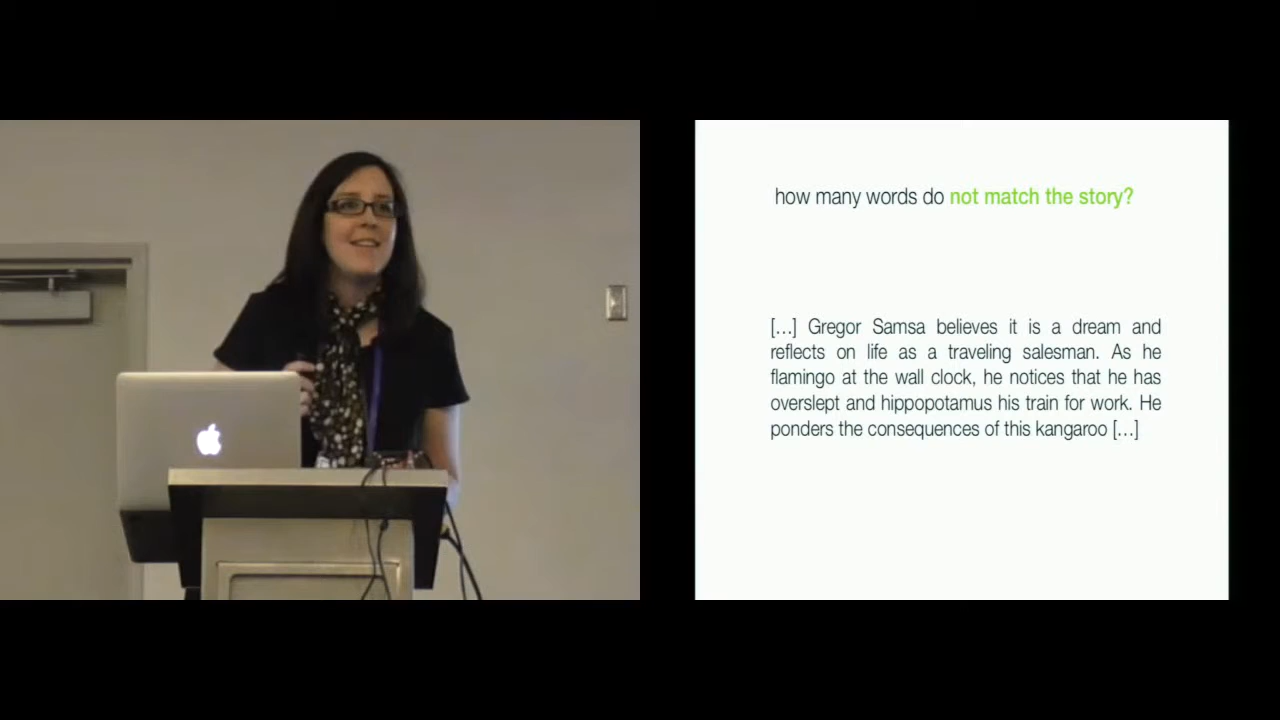 how many words do not match the story?
[...] Gregor Samsa believes it is a dream and
reflects on life as a traveling salesman. As he
flamingo at the wall clock, he notices that he has
overslept and hippopotamus his train for work. He
ponders the consequences of this kangaroo [...]